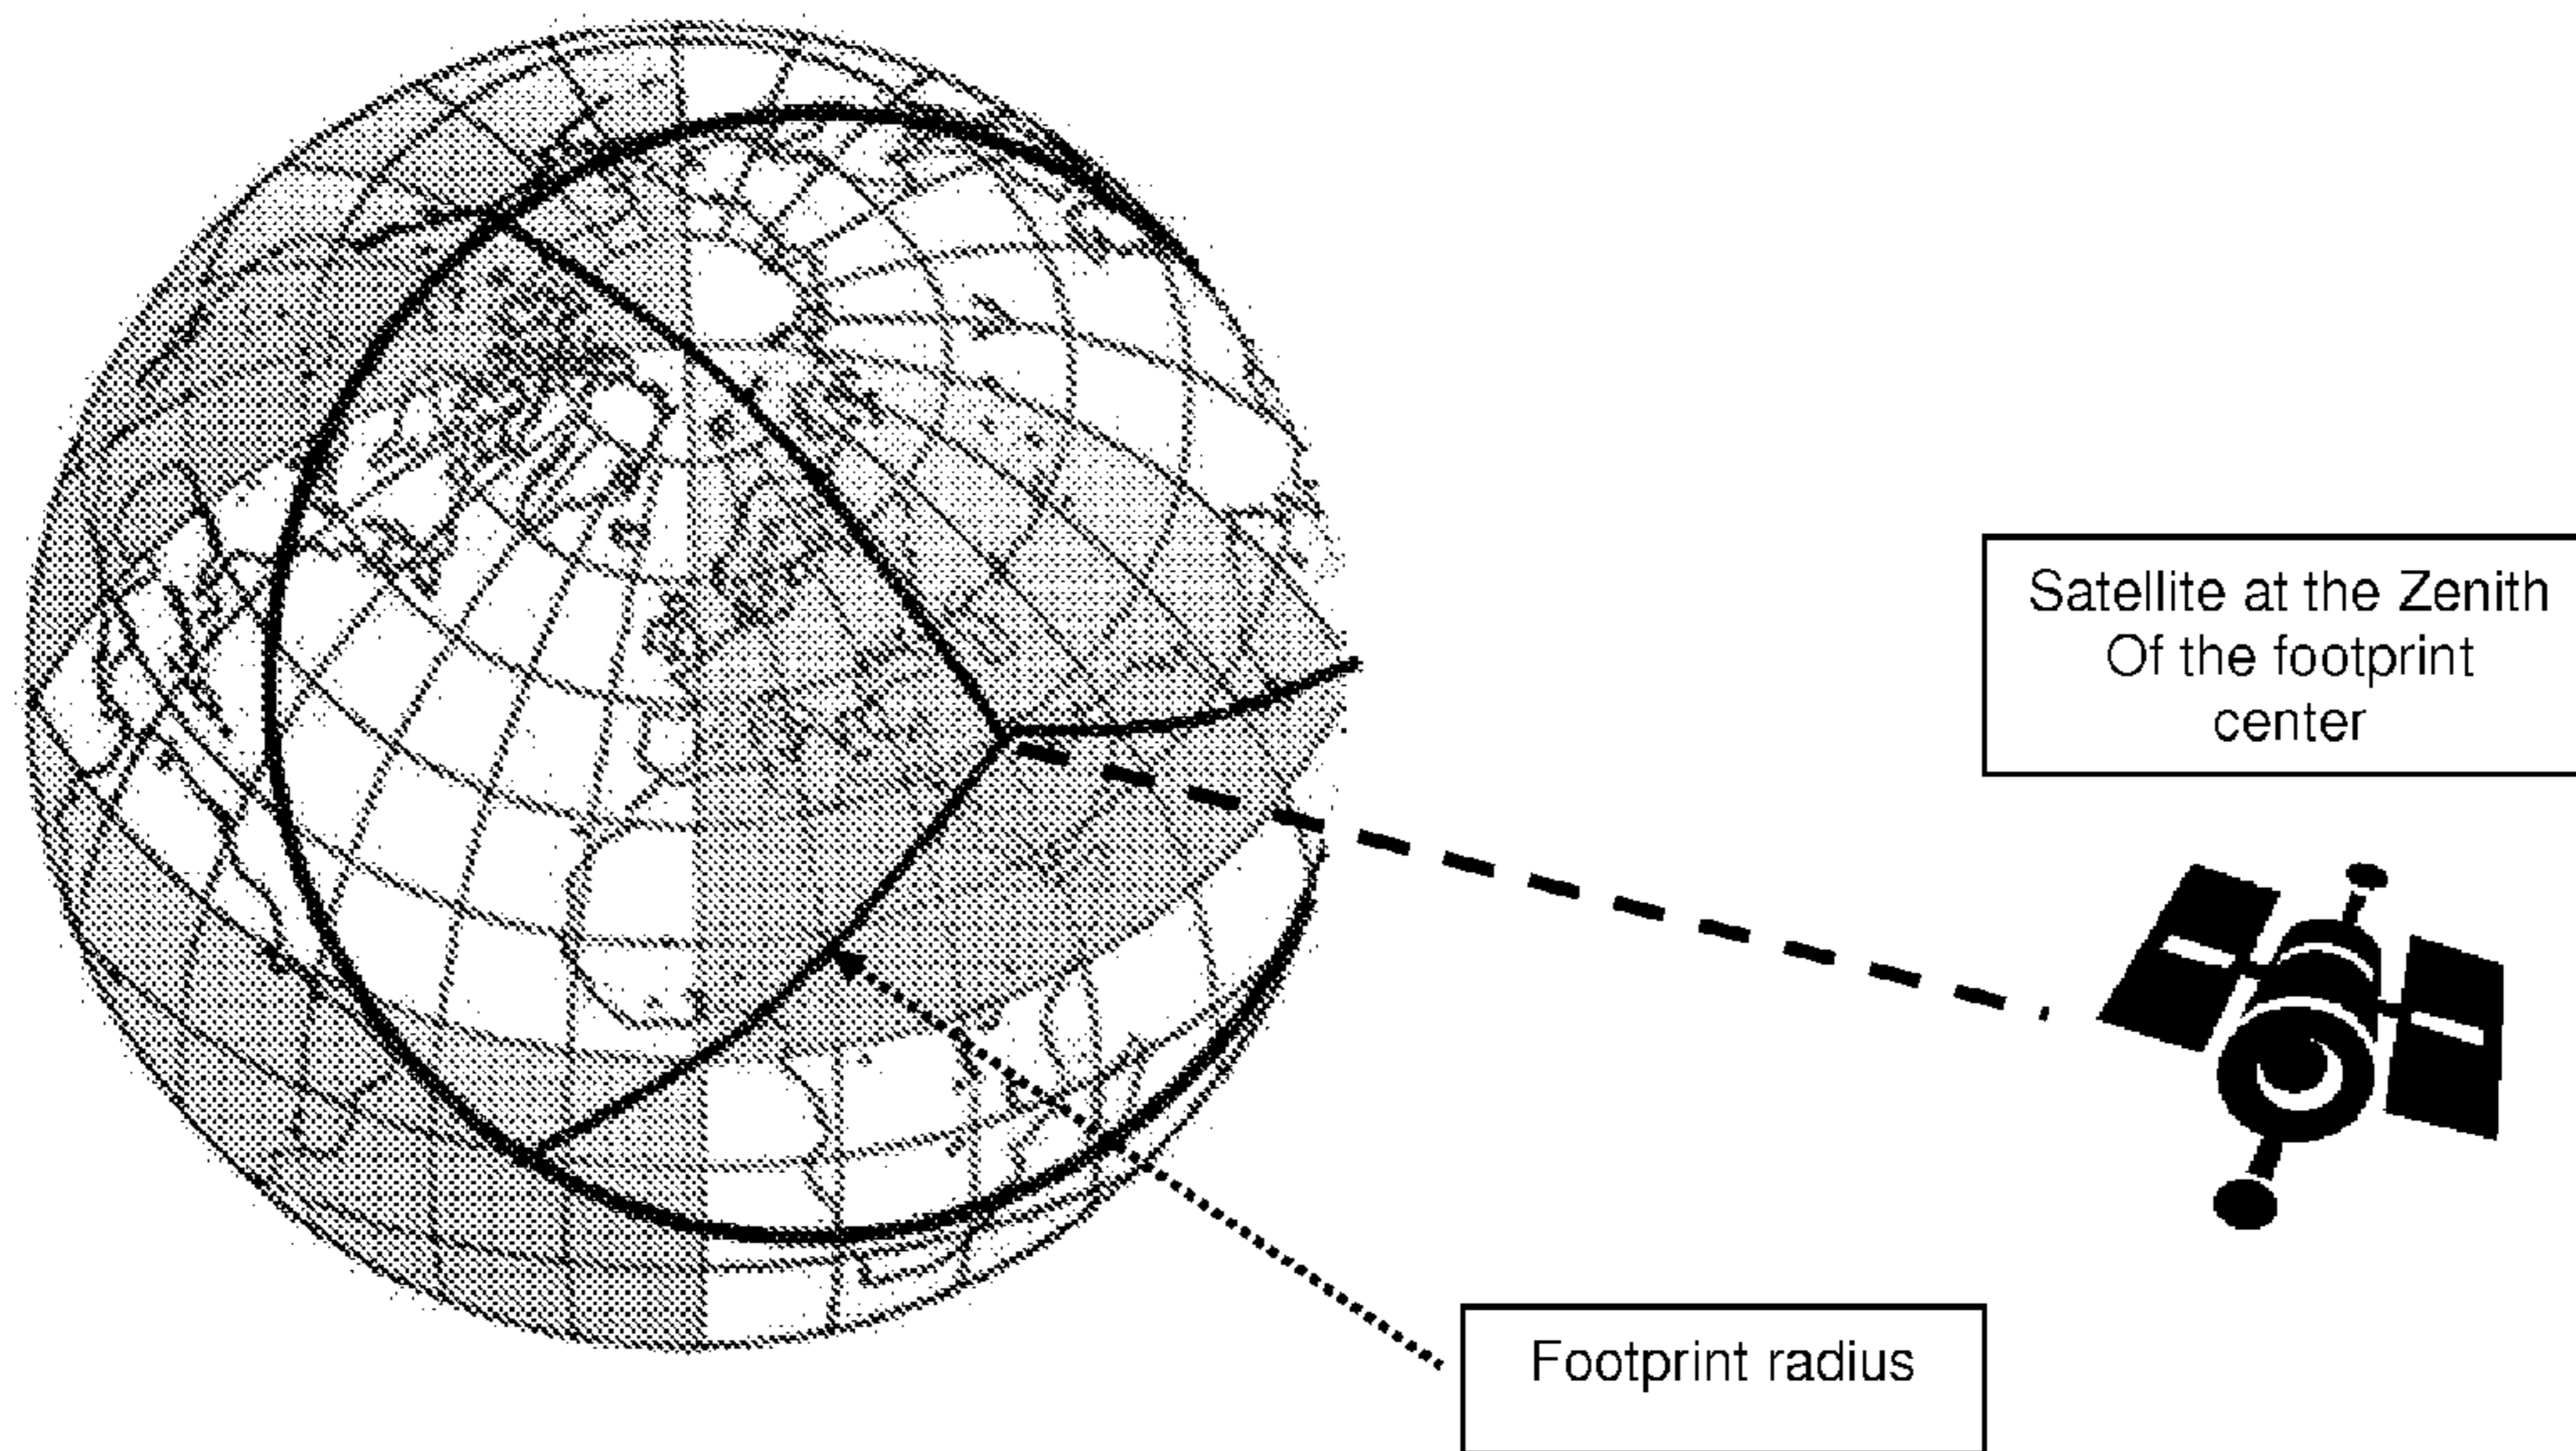 Satellite at the Zenith
Of the footprint
center
Footprint radius